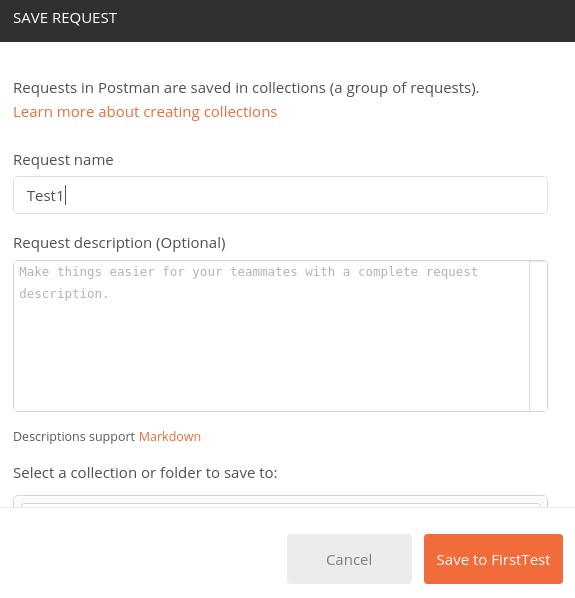 SAVE REQUEST
Requests in Postman are saved in collections (a group of requests).
Learn more about creating collections
Request name
Test1
Request description (Optional)
Make things easier for your teammates with a complete request
description.
Descriptions support Markdown
Select a collection or folder to save to:
Cancel
Save to FirstTest